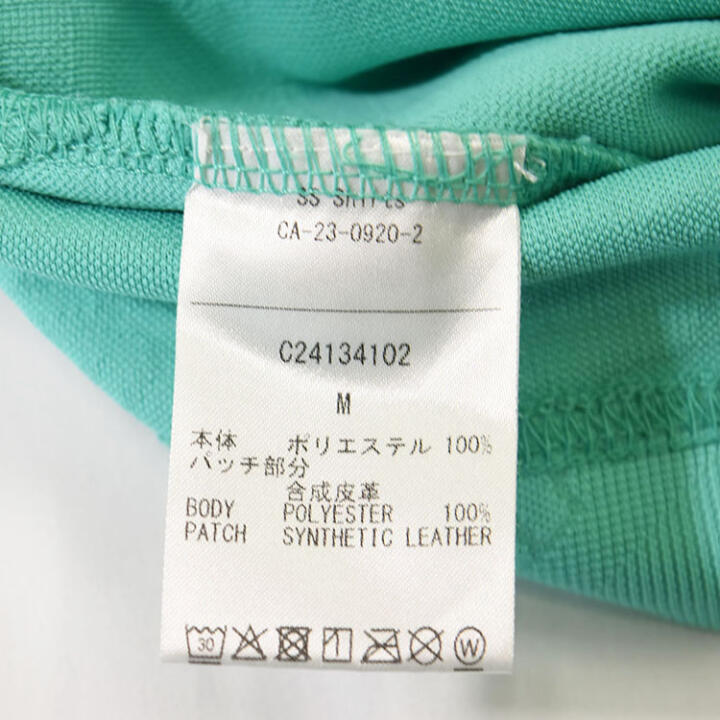 CA-23-0920-2
C24134102
M
本体 ポリエステル 100%
パッチ部分
合成皮革
BODY POLYESTER 100%
PATCH SYNTHETIC LEATHER
30
W